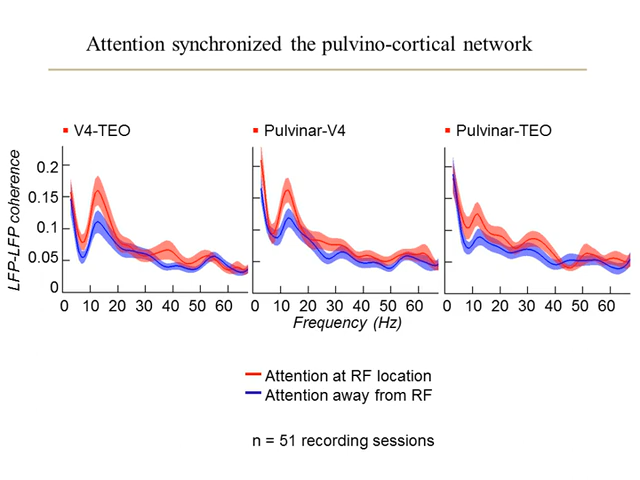 Attention synchronized the pulvino-cortical network
V4-TEO
Pulvinar-V4
Pulvinar-TEO
LFP-LFP coherence
0.2
0.15
0.1
0.05
0
0 10 20 30 40 50 60
0 10 20 30 40 50 60
0 10 20 30 40 50 60
Frequency (Hz)
Attention at RF location
Attention away from RF
n = 51 recording sessions